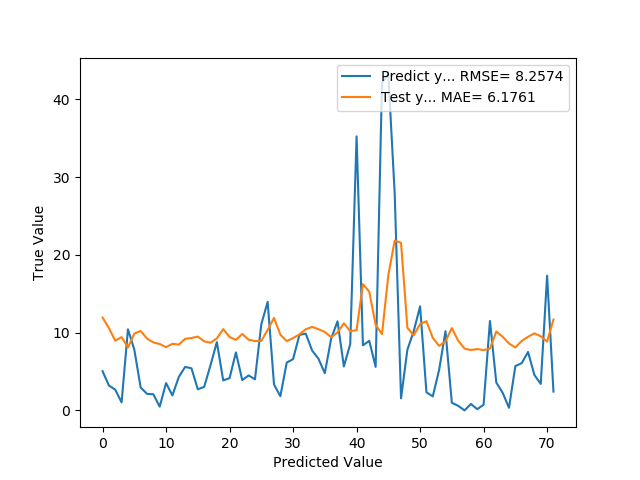 Predict y... RMSE= 8.2574
Test y... MAE= 6.1761
40
30
20
10
0
True Value
0 10 20 30 40 50 60 70
Predicted Value